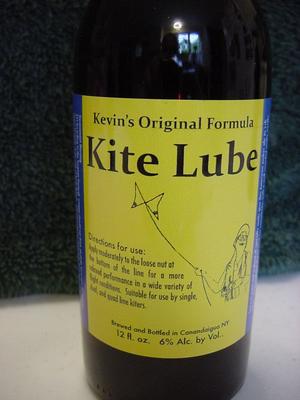 Kevin's Original Formula
Kite Lube
Directions for use:
Apply moderately to the loose nut at
the bottom of the line for a more
relaxed performance in a wide variety of
flight conditions. Suitable for use by single,
dual, and quad line kiters.
Brewed and Bottled in Canandaigua NY
12 fl. oz. 6% Alc. by Vol..